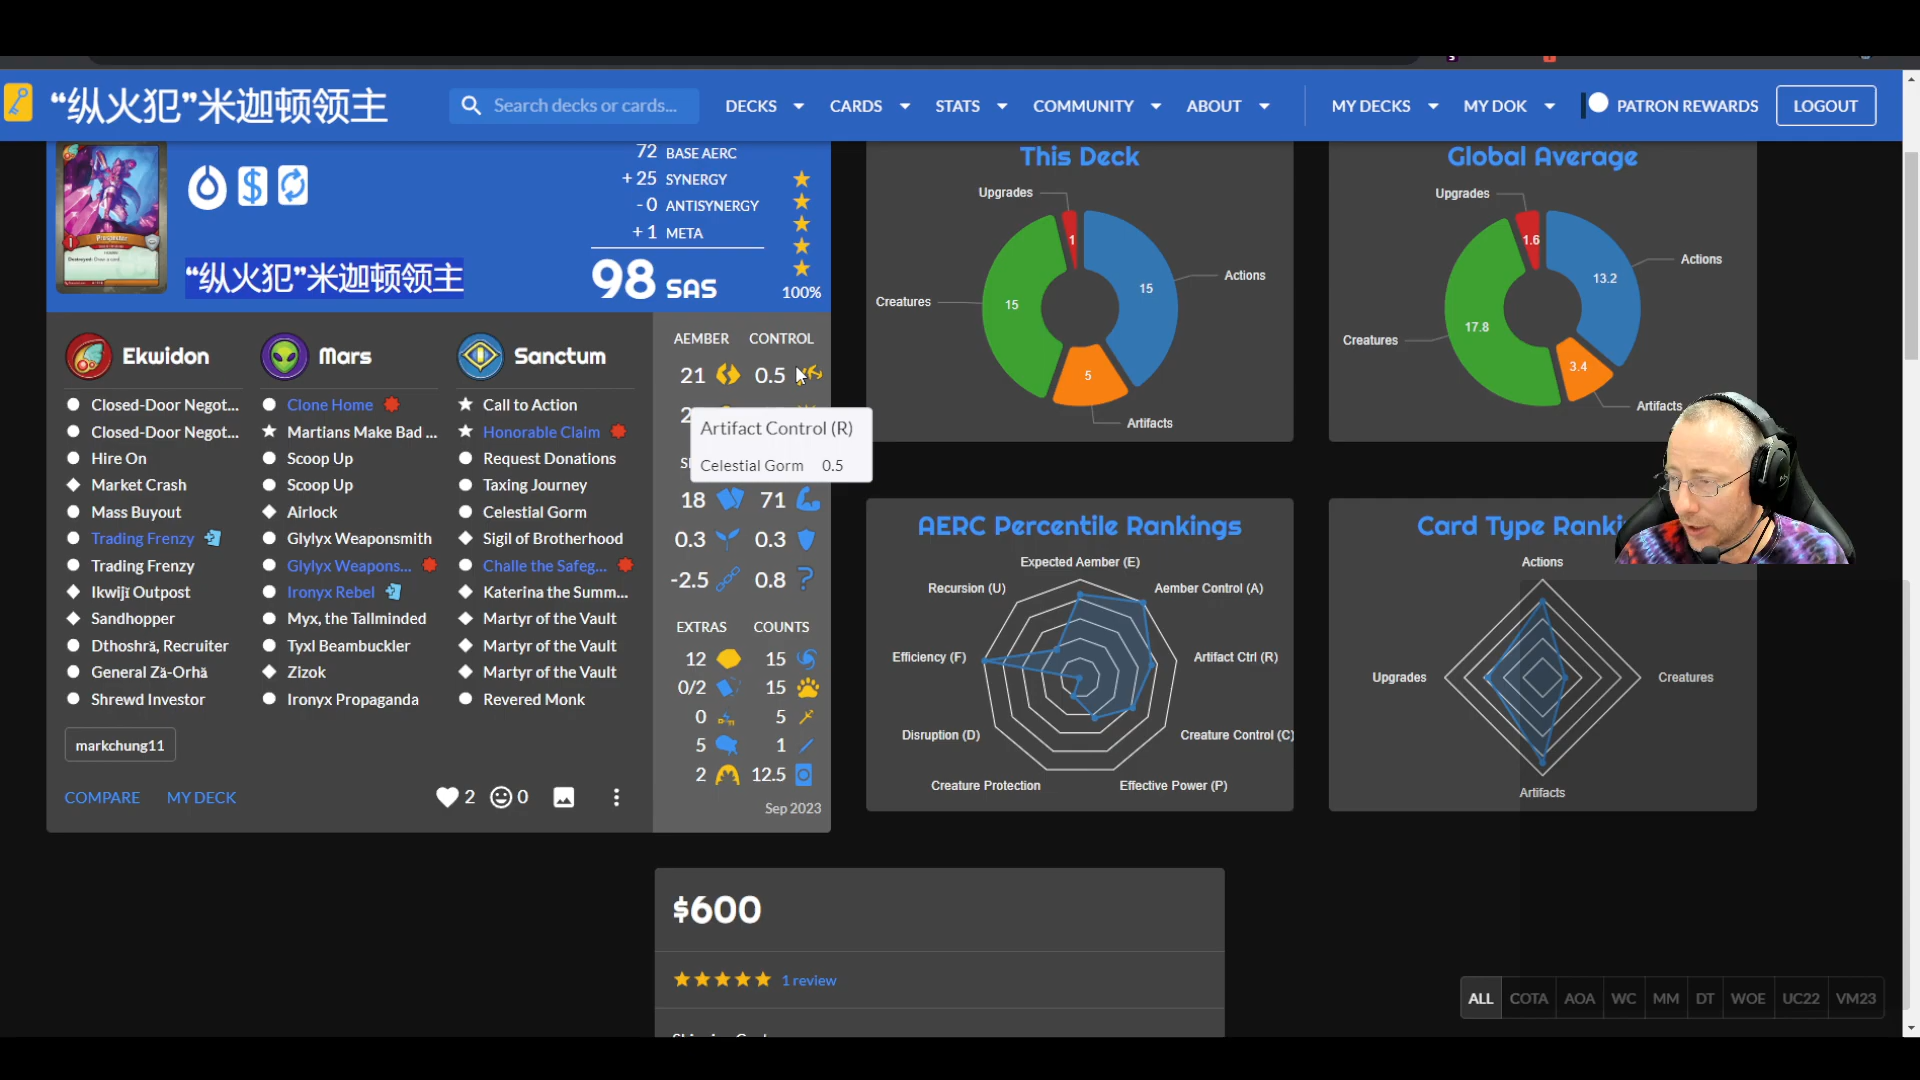 “纵火犯”米迦顿领主
Search decks or cards...
DECKS
CARDS
STATS
COMMUNITY
ABOUT
MY DECKS
MY DOK
PATRON REWARDS
LOGOUT
72 BASE AERC
+ 25 SYNERGY
- 0 ANTISYNERGY
+ 1 META
98 SAS
100%
“纵火犯”米迦顿领主
Ekwidon
Closed-Door Negot...
Closed-Door Negot...
Hire On
Market Crash
Mass Buyout
Trading Frenzy
Trading Frenzy
Ikwijĭ Outpost
Sandhopper
Dthoshră, Recruiter
General Ză-Orhă
Shrewd Investor
Mars
Clone Home
Martians Make Bad ...
Scoop Up
Scoop Up
Airlock
Glylyx Weaponsmith
Glylyx Weapons...
Ironyx Rebel
Myx, the Tallminded
Tyxl Beambuckler
Zizok
Ironyx Propaganda
Sanctum
Call to Action
Honorable Claim
Request Donations
Taxing Journey
Celestial Gorm
Sigil of Brotherhood
Challe the Safeg...
Katerina the Summ...
Martyr of the Vault
Martyr of the Vault
Martyr of the Vault
Revered Monk
AEMBER CONTROL
21 0.5
Artifact Control (R)
Celestial Gorm 0.5
18 71
0.3 0.3
-2.5 0.8
EXTRAS COUNTS
12 15
0/2 15
0 5
5 1
2 12.5
Sep 2023
markchung11
COMPARE
MY DECK
2
0
This Deck
Upgrades
1
Actions
15
Creatures
15
5
Artifacts
Global Average
Upgrades
1.6
Actions
13.2
17.8
Creatures
3.4
Artifacts
AERC Percentile Rankings
Expected Aember (E)
Recursion (U)
Aember Control (A)
Efficiency (F)
Artifact Ctrl (R)
Disruption (D)
Creature Control (C)
Creature Protection
Effective Power (P)
Card Type Ranki
Actions
Upgrades
Creatures
Artifacts
$600
1 review
ALL
COTA
AOA
WC
MM
DT
WOE
UC22
VM23